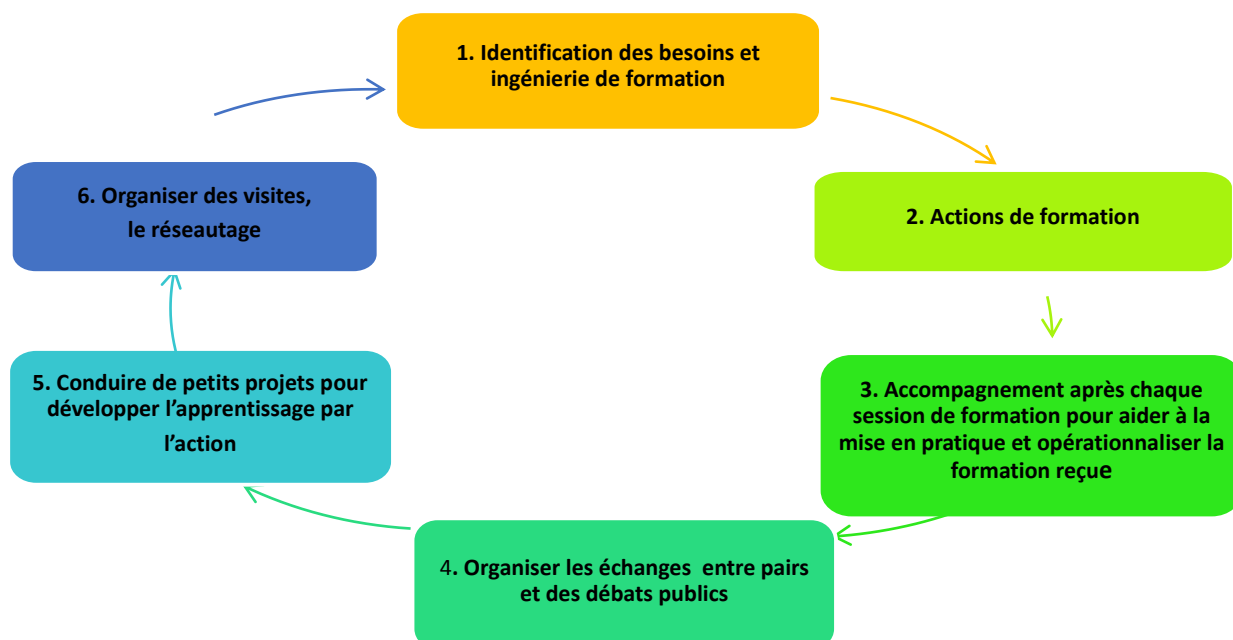 1. Identification des besoins et
ingénierie de formation
2. Actions de formation
3. Accompagnement après chaque
session de formation pour aider à la
mise en pratique et opérationnaliser la
formation reçue
4. Organiser les échanges  entre pairs
et des débats publics
5. Conduire de petits projets pour
développer l’apprentissage par
l’action
6. Organiser des visites,
le réseautage